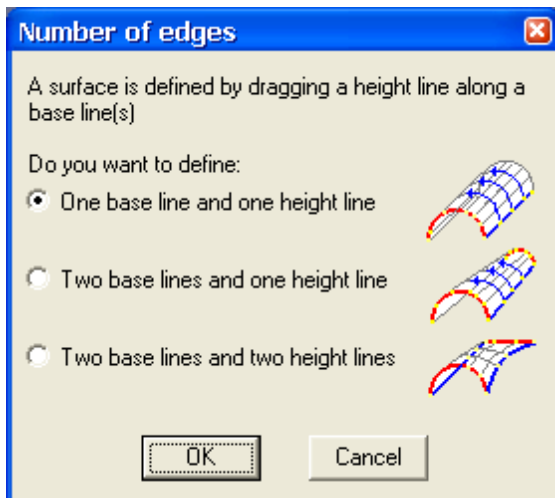 Number of edges
A surface is defined by dragging a height line along a
base line(s)
Do you want to define:
One base line and one height line
Two base lines and one height line
Two base lines and two height lines
OK
Cancel